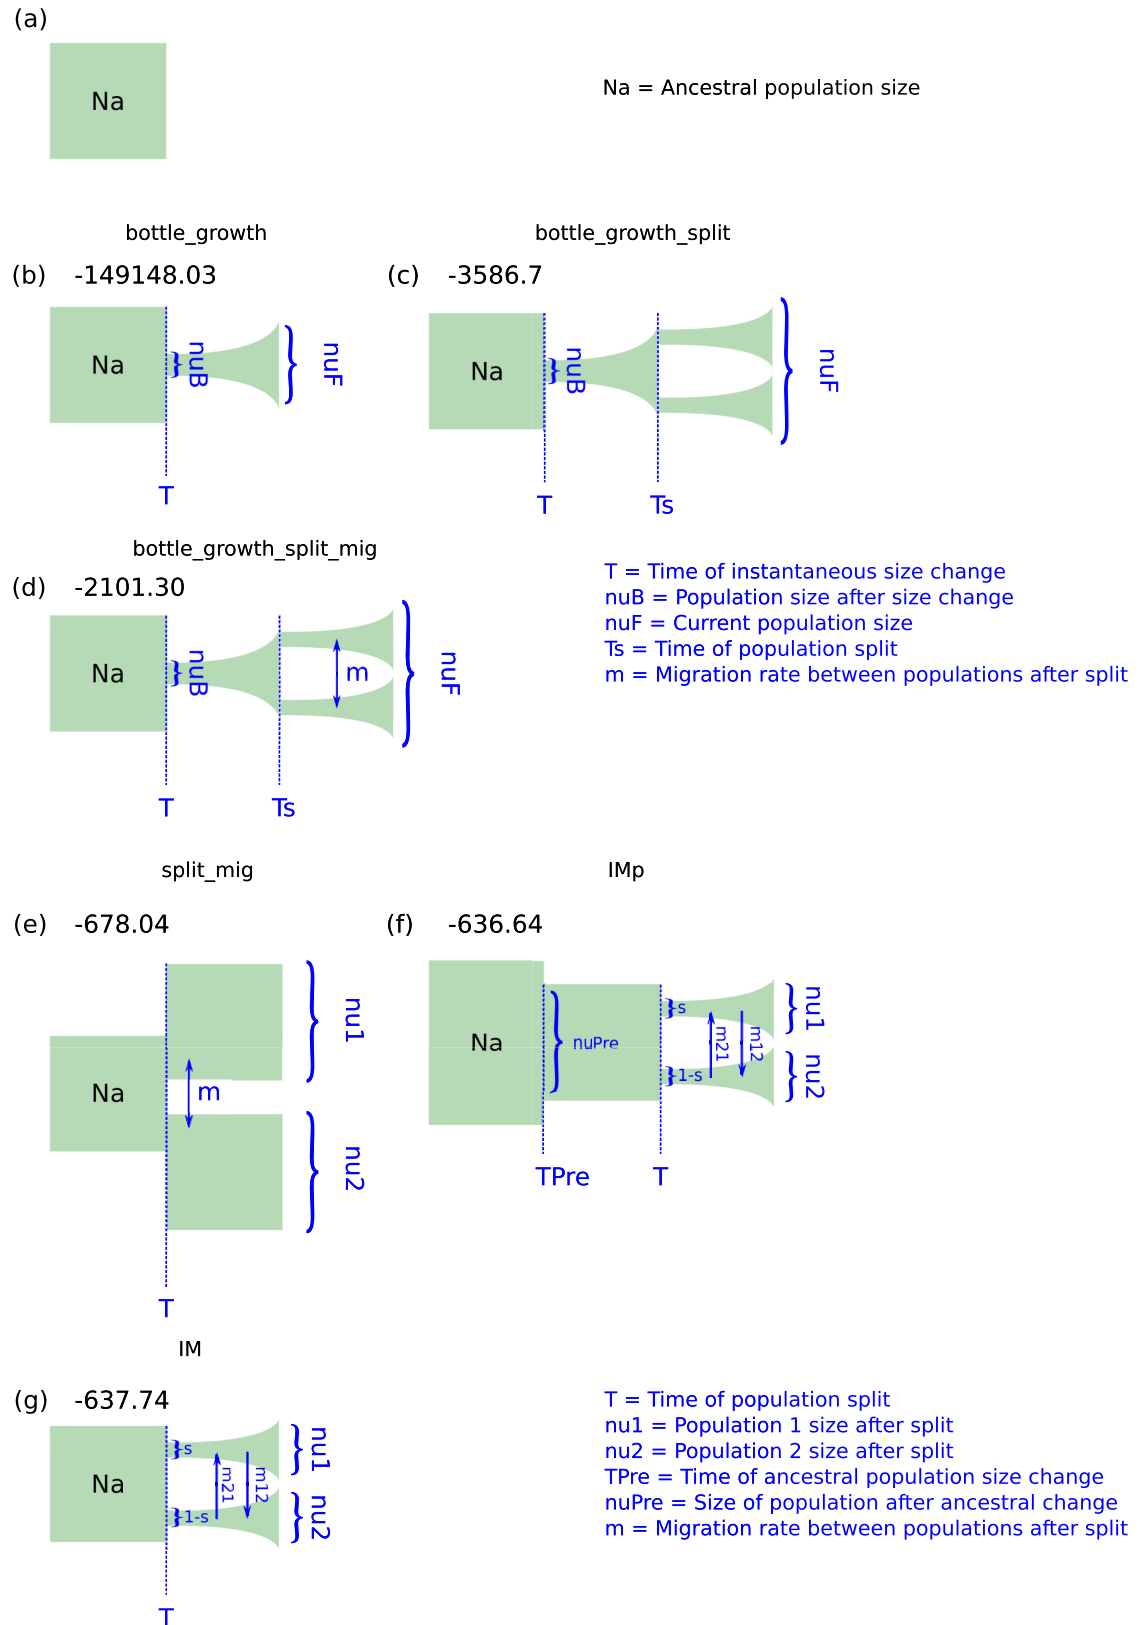 (a)
Na
Na = Ancestral population size
bottle_growth
bottle_growth_split
(b) -149148.03
(c) -3586.7
Na
nuB
nuF
T
Na
nuB
nuF
T
Ts
bottle_growth_split_mig
(d) -2101.30
Na
nuB
m
nuF
T
Ts
T = Time of instantaneous size change
nuB = Population size after size change
nuF = Current population size
Ts = Time of population split
m = Migration rate between populations after split
split_mig
IMp
(e) -678.04
(f) -636.64
Na
m
nu1
nu2
T
Na
nuPre
s
1-s
m21
m12
nu1
nu2
TPre
T
IM
(g) -637.74
Na
s
1-s
m21
m12
nu1
nu2
T
T = Time of population split
nu1 = Population 1 size after split
nu2 = Population 2 size after split
TPre = Time of ancestral population size change
nuPre = Size of population after ancestral change
m = Migration rate between populations after split